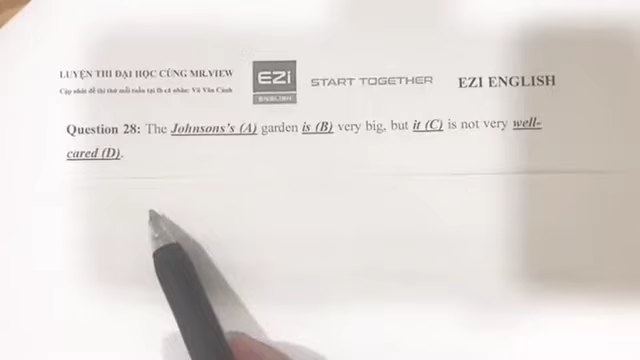 LUYỆN THI ĐẠI HỌC CÙNG MR.VIEW
Cập nhật đề thi thử mỗi tuần tại fb cá nhân: Vũ Văn Cảnh
EZi
ENGLISH
START TOGETHER
EZI ENGLISH
Question 28: The Johnsons's (A) garden is (B) very big, but it (C) is not very well-
cared (D).